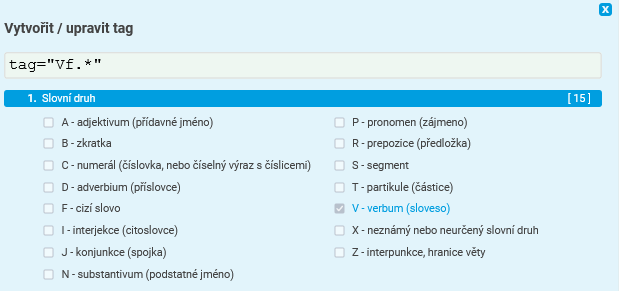 X
Vytvořit / upravit tag
tag="Vf.*"
1. Slovní druh [ 15 ]
A - adjektivum (přídavné jméno)
B - zkratka
C - numerál (číslovka, nebo číselný výraz s číslicemi)
D - adverbium (příslovce)
F - cizí slovo
I - interjekce (citoslovce)
J - konjunkce (spojka)
N - substantivum (podstatné jméno)
P - pronomen (zájmeno)
R - prepozice (předložka)
S - segment
T - partikule (částice)
V - verbum (sloveso)
X - neznámý nebo neurčený slovní druh
Z - interpunkce, hranice věty